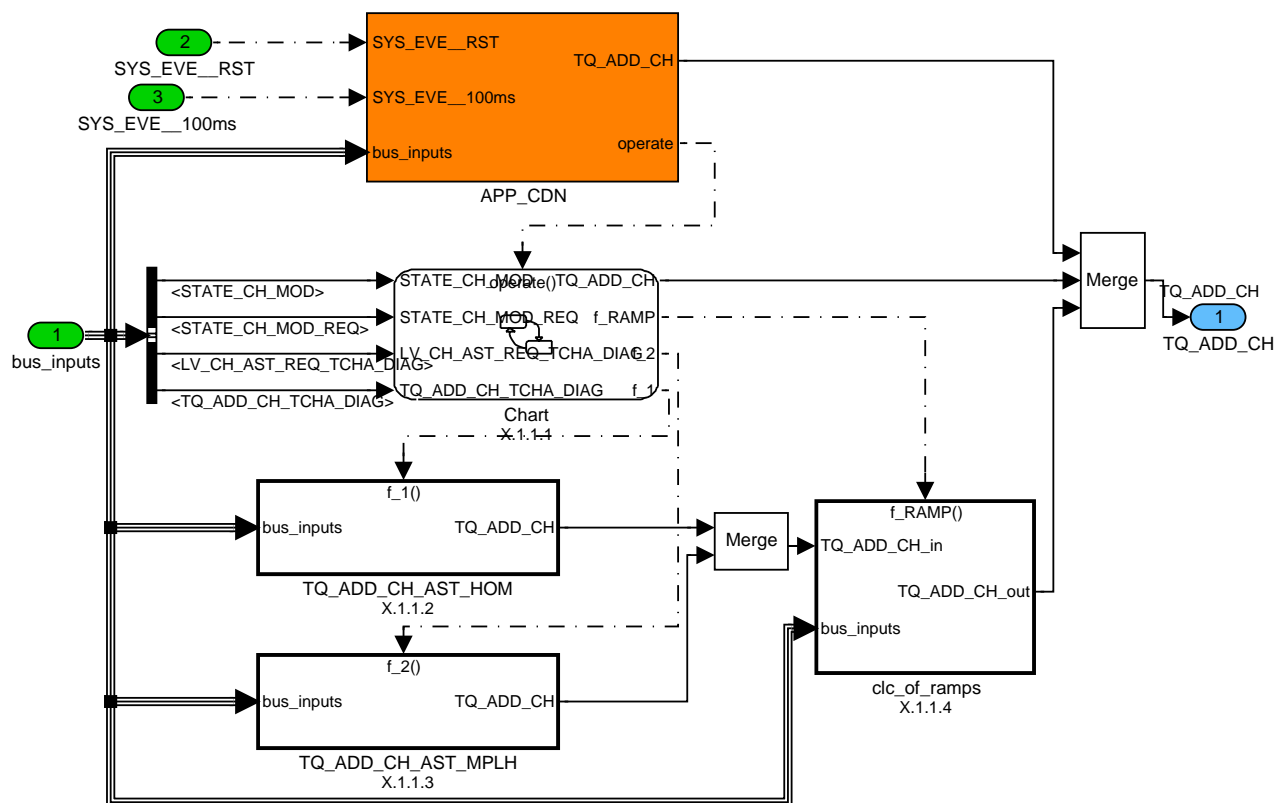 2
SYS_EVE__RST
3
SYS_EVE__100ms
SYS_EVE__RST
SYS_EVE__100ms
bus_inputs
TQ_ADD_CH
operate
APP_CDN
1
bus_inputs
<STATE_CH_MOD>
<STATE_CH_MOD_REQ>
<LV_CH_AST_REQ_TCHA_DIAG>
<TQ_ADD_CH_TCHA_DIAG>
operate()
STATE_CH_MOD
TQ_ADD_CH
STATE_CH_MOD_REQ
f_RAMP
LV_CH_AST_REQ_TCHA_DIAG
f_2
TQ_ADD_CH_TCHA_DIAG
f_1
Chart
X.1.1.1
Merge
TQ_ADD_CH
1
TQ_ADD_CH
f_1()
bus_inputs
TQ_ADD_CH
TQ_ADD_CH_AST_HOM
X.1.1.2
Merge
f_RAMP()
TQ_ADD_CH_in
TQ_ADD_CH_out
bus_inputs
clc_of_ramps
X.1.1.4
f_2()
bus_inputs
TQ_ADD_CH
TQ_ADD_CH_AST_MPLH
X.1.1.3